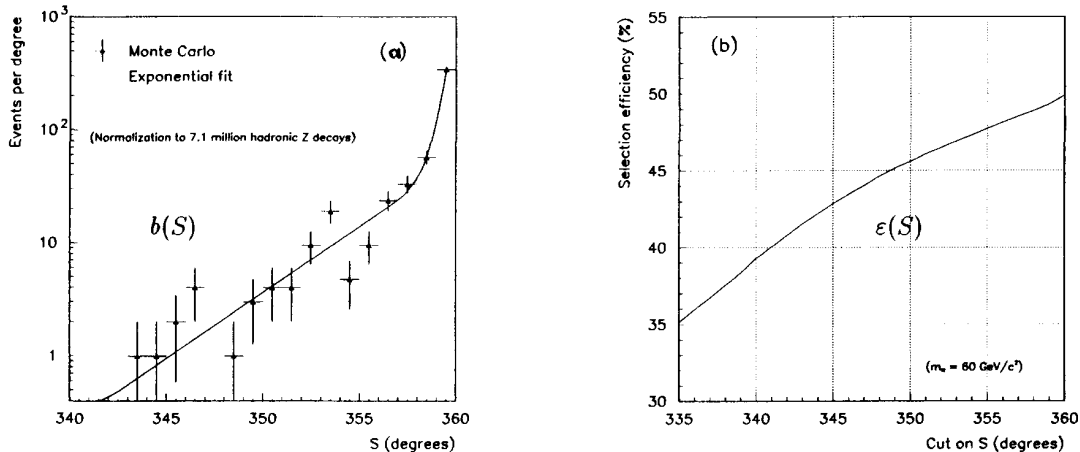 Events per degree
10³
10²
10
1
Monte Carlo
Exponential fit
(a)
(Normalization to 7.1 million hadronic Z decays)
b(S)
340 345 350 355 360
S (degrees)
Selection efficiency (%)
55
50
45
40
35
30
(b)
ε(S)
(mₕ = 60 GeV/c²)
335 340 345 350 355 360
Cut on S (degrees)